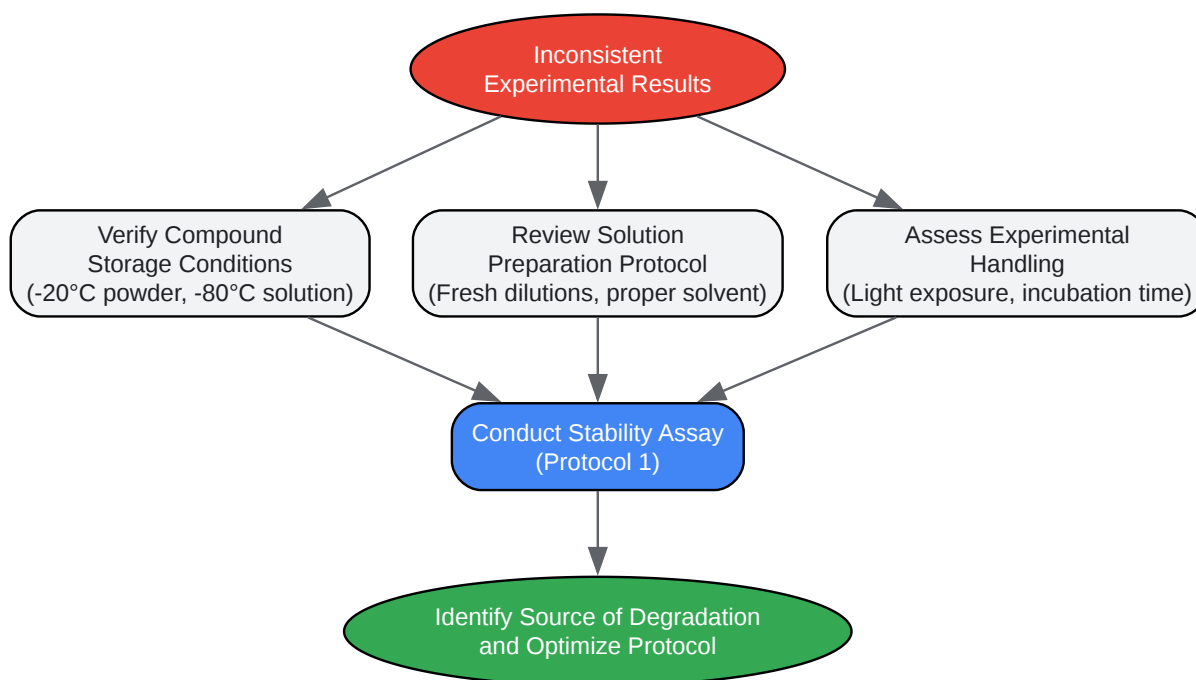 Inconsistent
Experimental Results
Verify Compound
Storage Conditions
(-20°C powder, -80°C solution)
Review Solution
Preparation Protocol
(Fresh dilutions, proper solvent)
Assess Experimental
Handling
(Light exposure, incubation time)
Conduct Stability Assay
(Protocol 1)
Identify Source of Degradation
and Optimize Protocol